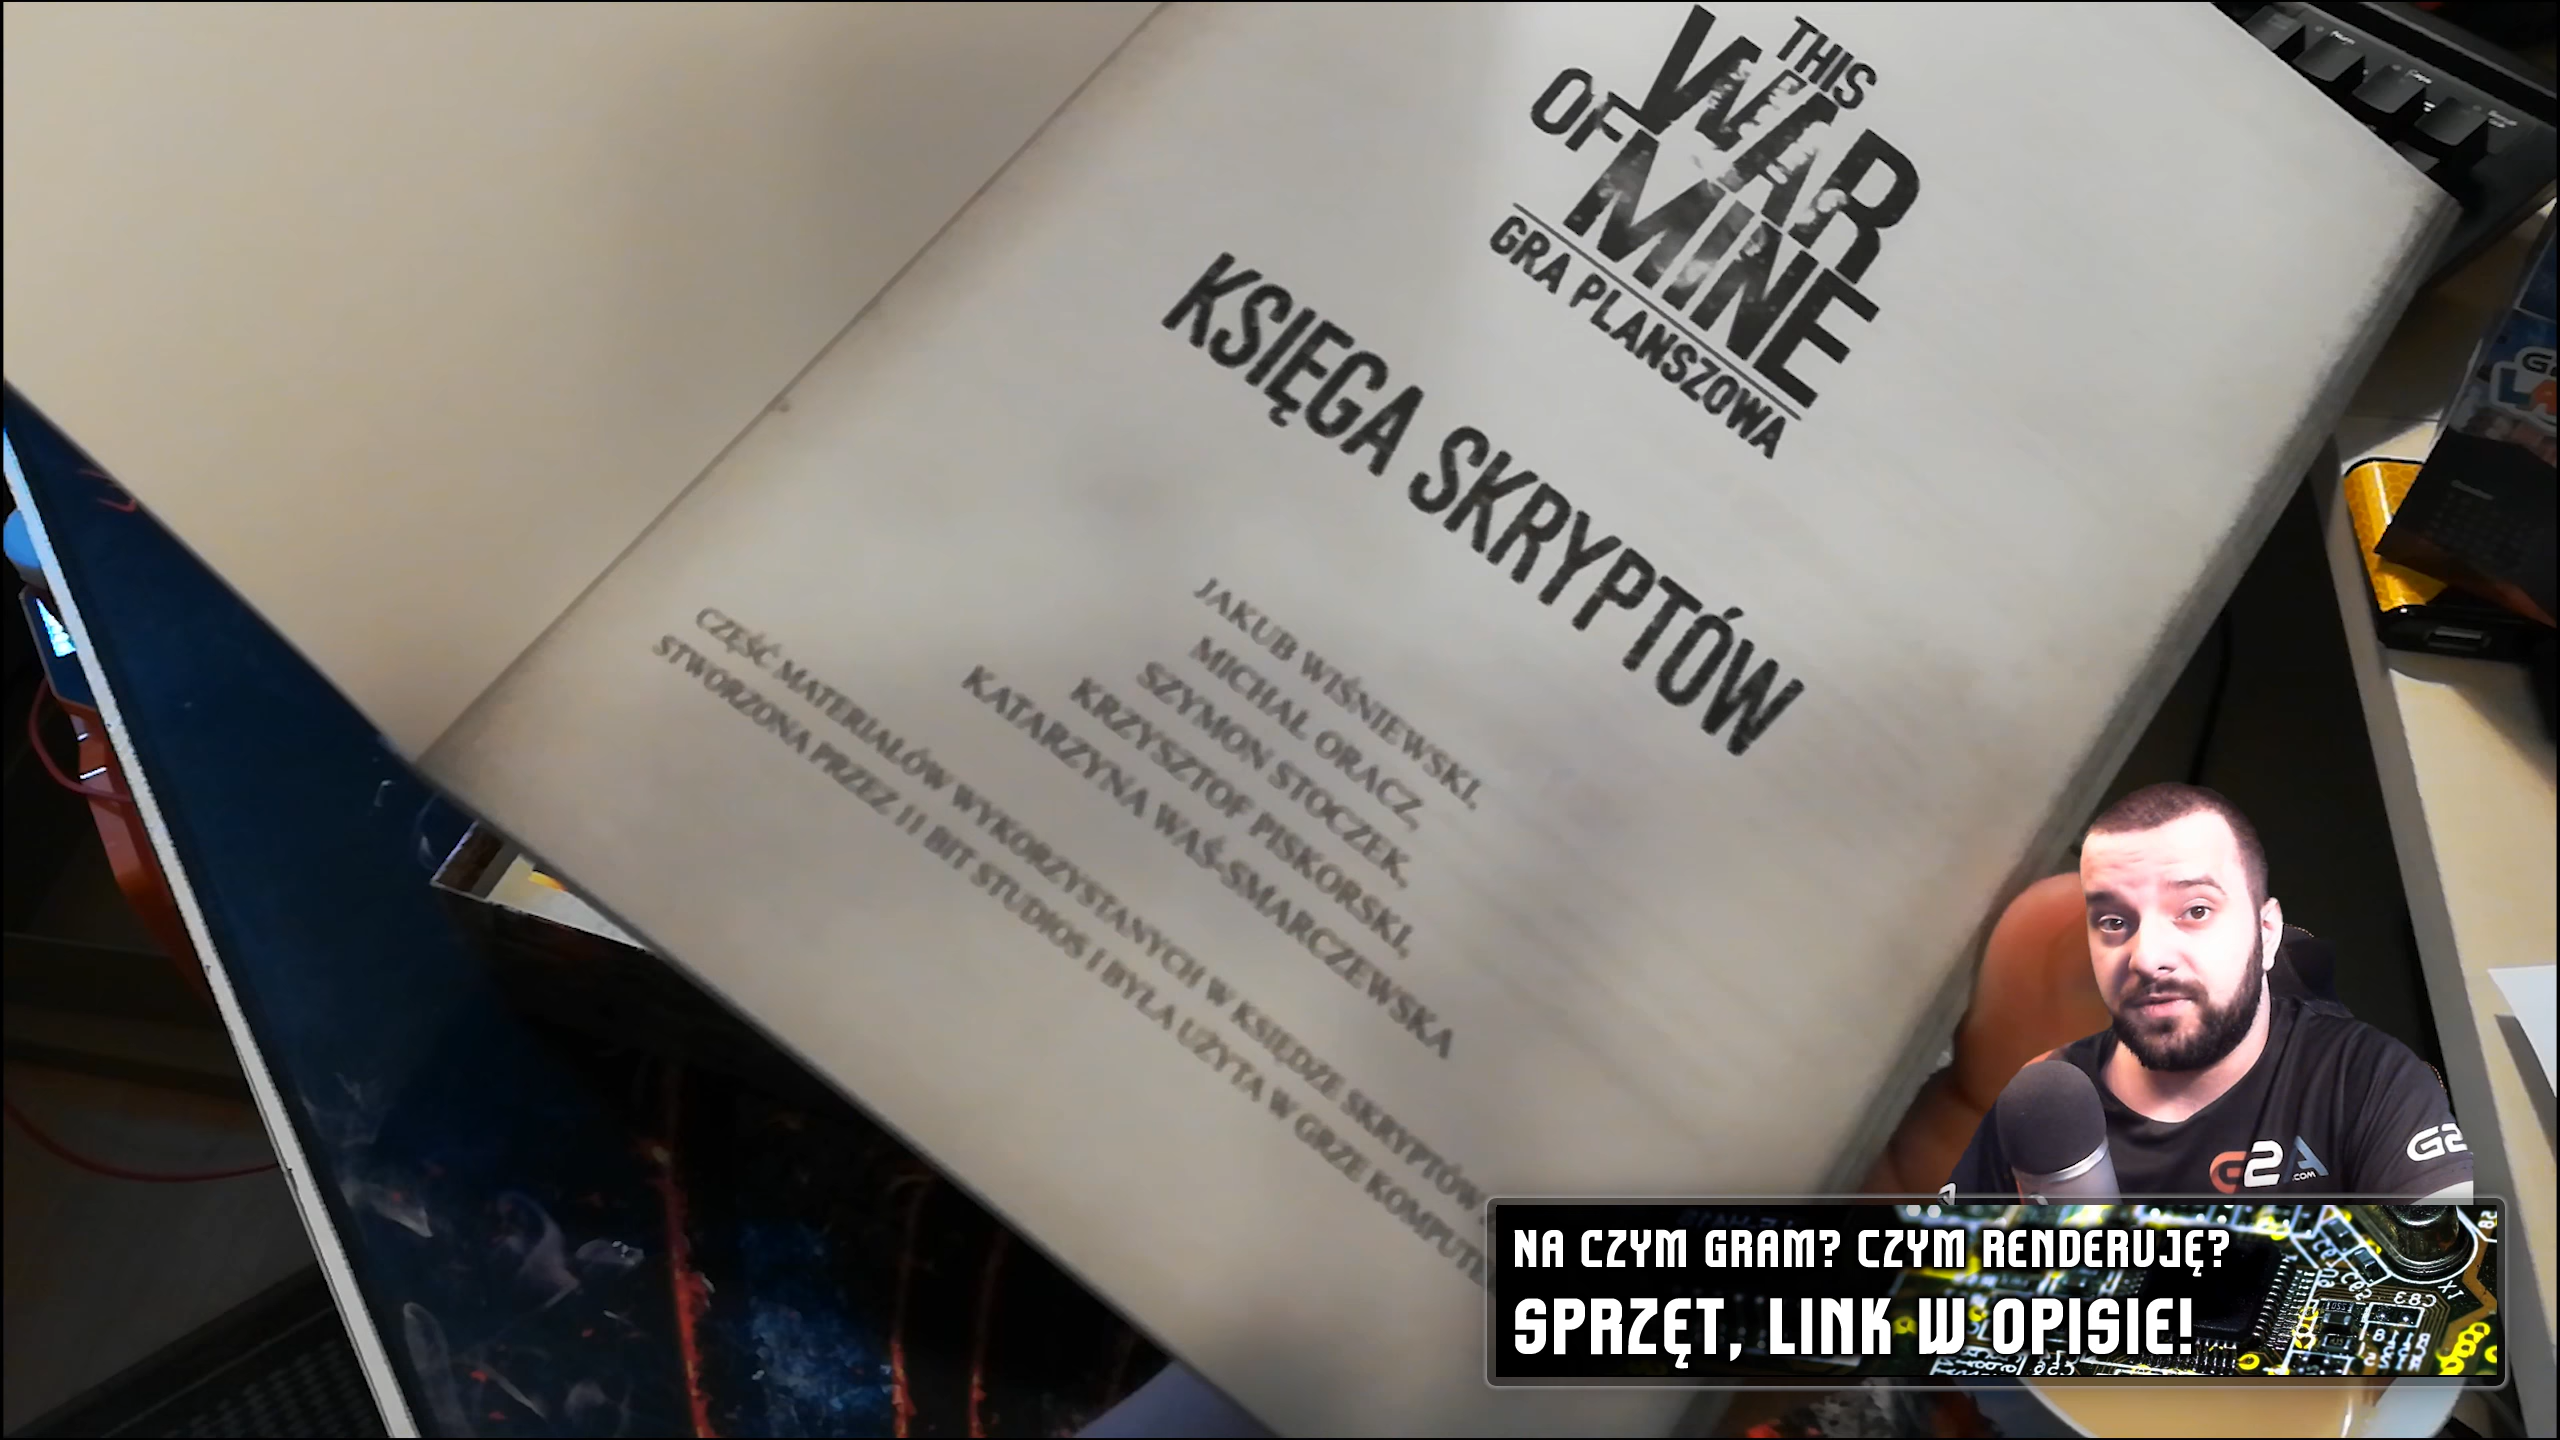 THIS
WAR
OF MINE
GRA PLANSZOWA
KSIĘGA SKRYPTÓW
JAKUB WIŚNIEWSKI,
MICHAŁ ORACZ,
SZYMON STOCZEK,
KRZYSZTOF PISKORSKI,
KATARZYNA WAŚ-SMARCZEWSKA
CZĘŚĆ MATERIAŁÓW WYKORZYSTANYCH W KSIĘDZE SKRYPTÓW
STWORZONA PRZEZ 11 BIT STUDIOS I BYŁA UŻYTA W GRZE
G2A
.COM
NA CZYM GRAM? CZYM RENDERUJĘ?
SPRZĘT, LINK W OPISIE!